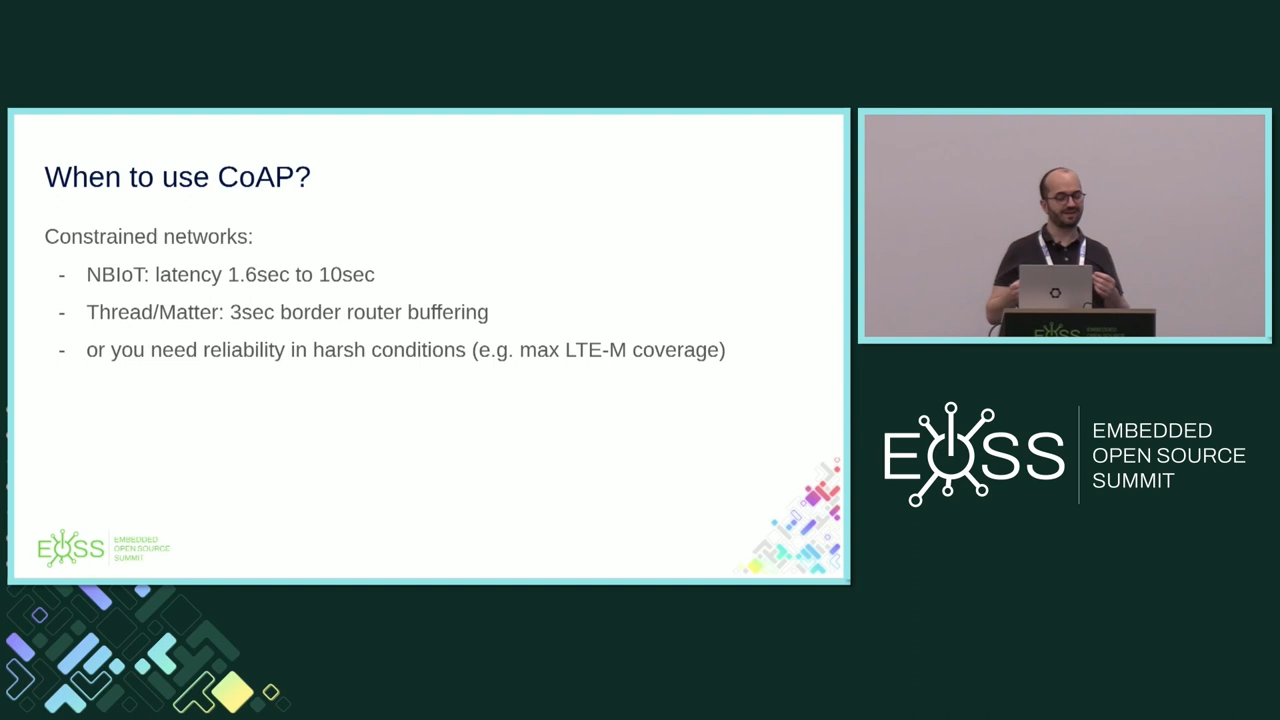 When to use CoAP?
Constrained networks:
- NBIoT: latency 1.6sec to 10sec
- Thread/Matter: 3sec border router buffering
- or you need reliability in harsh conditions (e.g. max LTE-M coverage)
EOSS
EMBEDDED
OPEN SOURCE
SUMMIT
EOSS
EMBEDDED
OPEN SOURCE
SUMMIT
EOSS